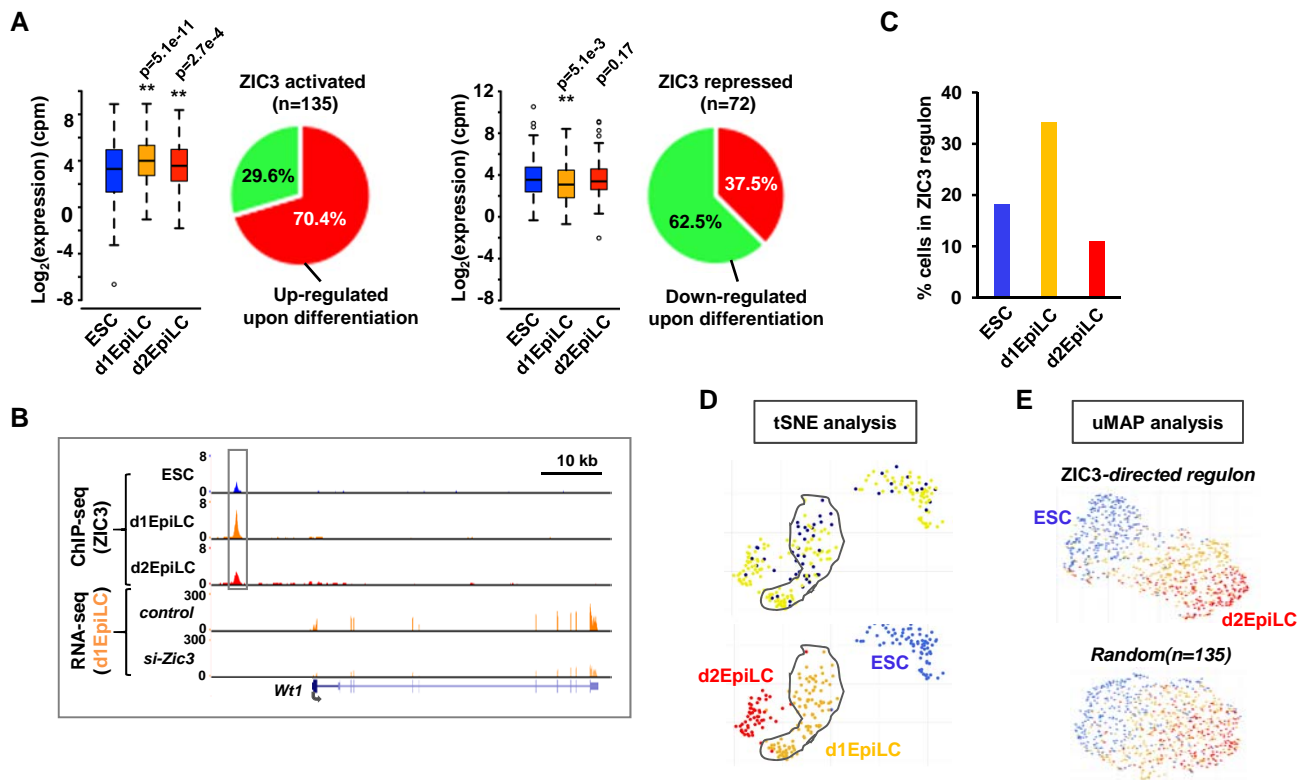 A
Log2(expression) (cpm)
8
4
0
-4
-8
p=5.1e-11
**
p=2.7e-4
**
ESC
d1EpiLC
d2EpiLC
ZIC3 activated
(n=135)
29.6%
70.4%
Up-regulated
upon differentiation
Log2(expression) (cpm)
12
8
4
0
-4
-8
p=5.1e-3
**
p=0.17
ESC
d1EpiLC
d2EpiLC
ZIC3 repressed
(n=72)
37.5%
62.5%
Down-regulated
upon differentiation
C
% cells in ZIC3 regulon
40
30
20
10
0
ESC
d1EpiLC
d2EpiLC
B
ChIP-seq
(ZIC3)
8
ESC
0
8
d1EpiLC
0
8
d2EpiLC
0
10 kb
RNA-seq
(d1EpiLC)
300
control
0
300
si-Zic3
0
Wt1
D
tSNE analysis
ESC
d2EpiLC
d1EpiLC
E
uMAP analysis
ZIC3-directed regulon
ESC
d2EpiLC
Random(n=135)